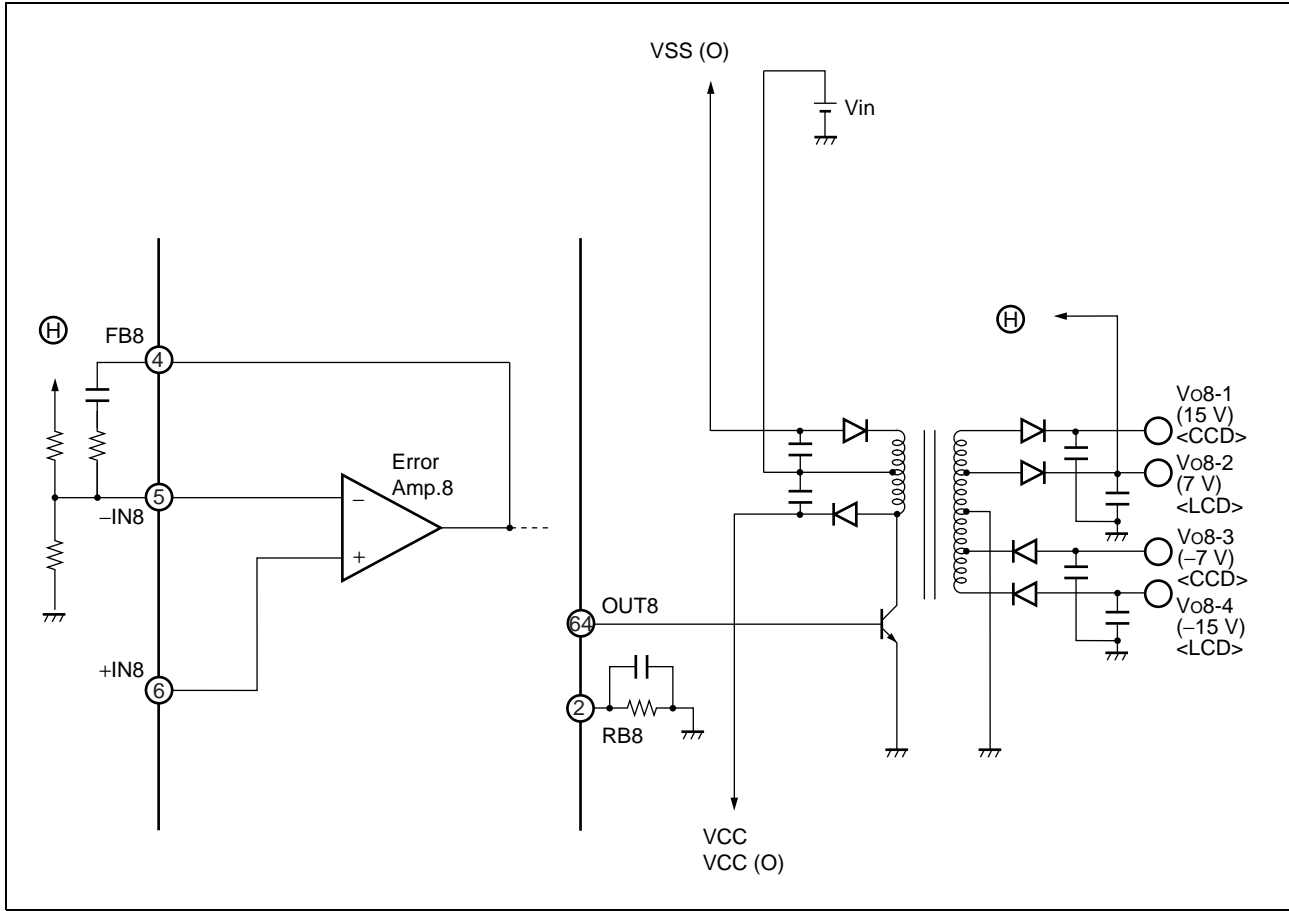 VSS (O)
Vin
H
FB8
4
5
−IN8
Error
Amp.8
−
+
+IN8
6
OUT8
64
2
RB8
VCC
VCC (O)
H
VO8-1
(15 V)
<CCD>
VO8-2
(7 V)
<LCD>
VO8-3
(−7 V)
<CCD>
VO8-4
(−15 V)
<LCD>